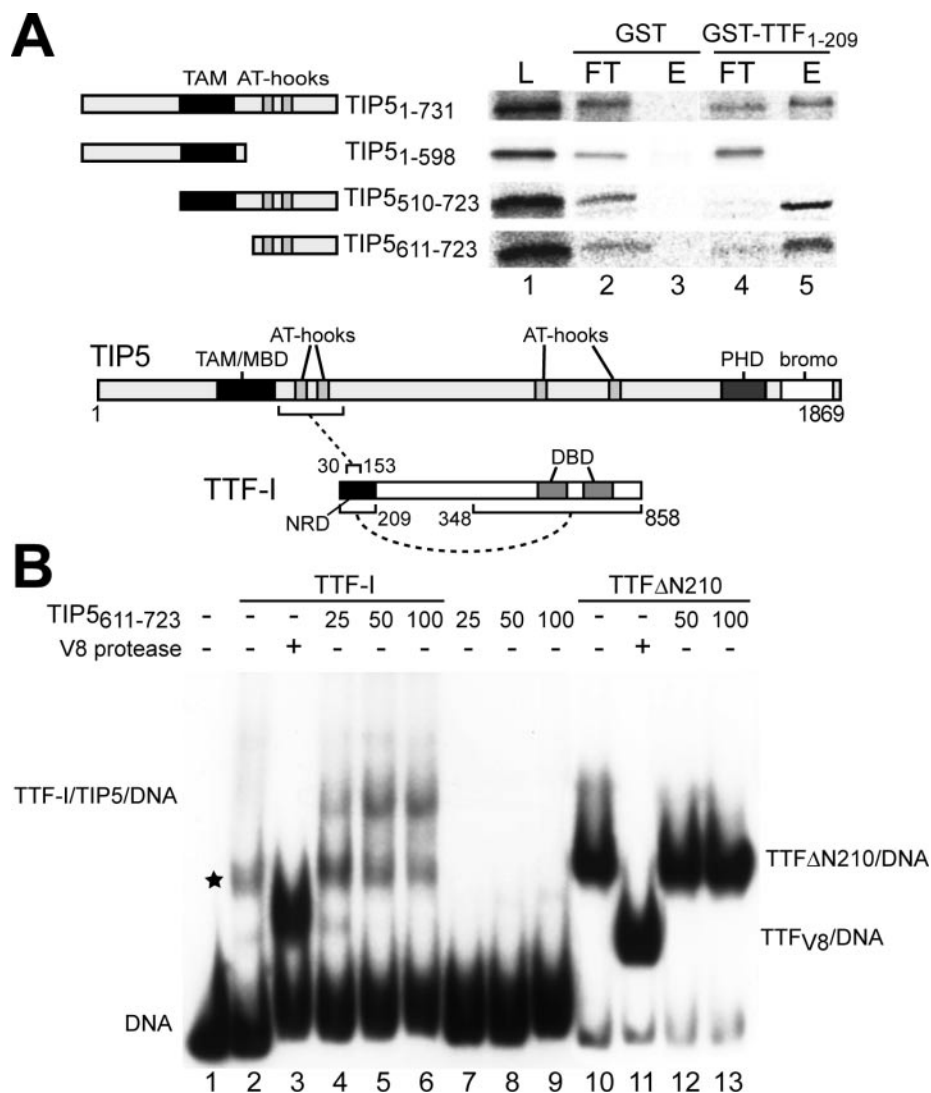 A
GST GST-TTF1-209
TAM AT-hooks L FT E FT E
TIP51-731
TIP51-598
TIP5510-723
TIP5611-723
1 2 3 4 5
TIP5
AT-hooks AT-hooks
TAM/MBD PHD bromo
1 1869
30 153
TTF-I
DBD
NRD 209 348 858
B
TTF-I TTFΔN210
TIP5611-723 - - - 25 50 100 25 50 100 - - 50 100
V8 protease - - + - - - - - - - + - -
TTF-I/TIP5/DNA
★
TTFΔN210/DNA
TTFV8/DNA
DNA
1 2 3 4 5 6 7 8 9 10 11 12 13